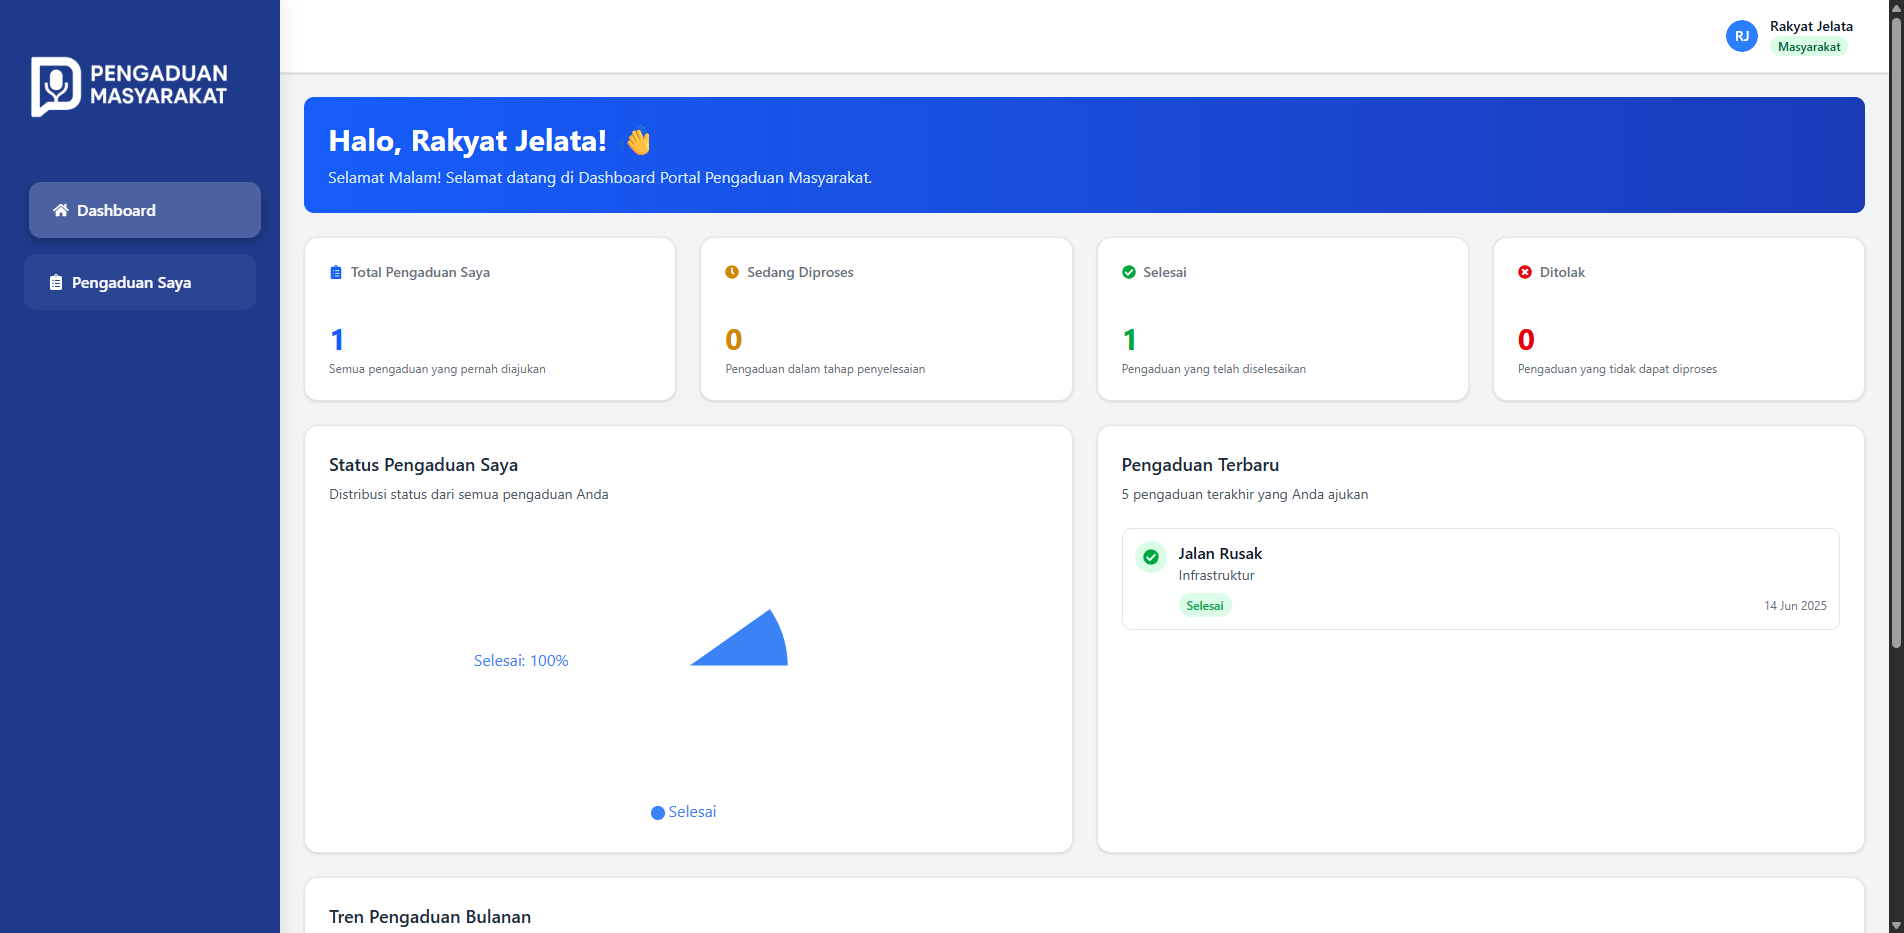 PENGADUAN
MASYARAKAT
Dashboard
Pengaduan Saya
RJ
Rakyat Jelata
Masyarakat
Halo, Rakyat Jelata! 👋
Selamat Malam! Selamat datang di Dashboard Portal Pengaduan Masyarakat.
Total Pengaduan Saya
1
Semua pengaduan yang pernah diajukan
Sedang Diproses
0
Pengaduan dalam tahap penyelesaian
Selesai
1
Pengaduan yang telah diselesaikan
Ditolak
0
Pengaduan yang tidak dapat diproses
Status Pengaduan Saya
Distribusi status dari semua pengaduan Anda
Selesai: 100%
Selesai
Pengaduan Terbaru
5 pengaduan terakhir yang Anda ajukan
Jalan Rusak
Infrastruktur
Selesai
14 Jun 2025
Tren Pengaduan Bulanan